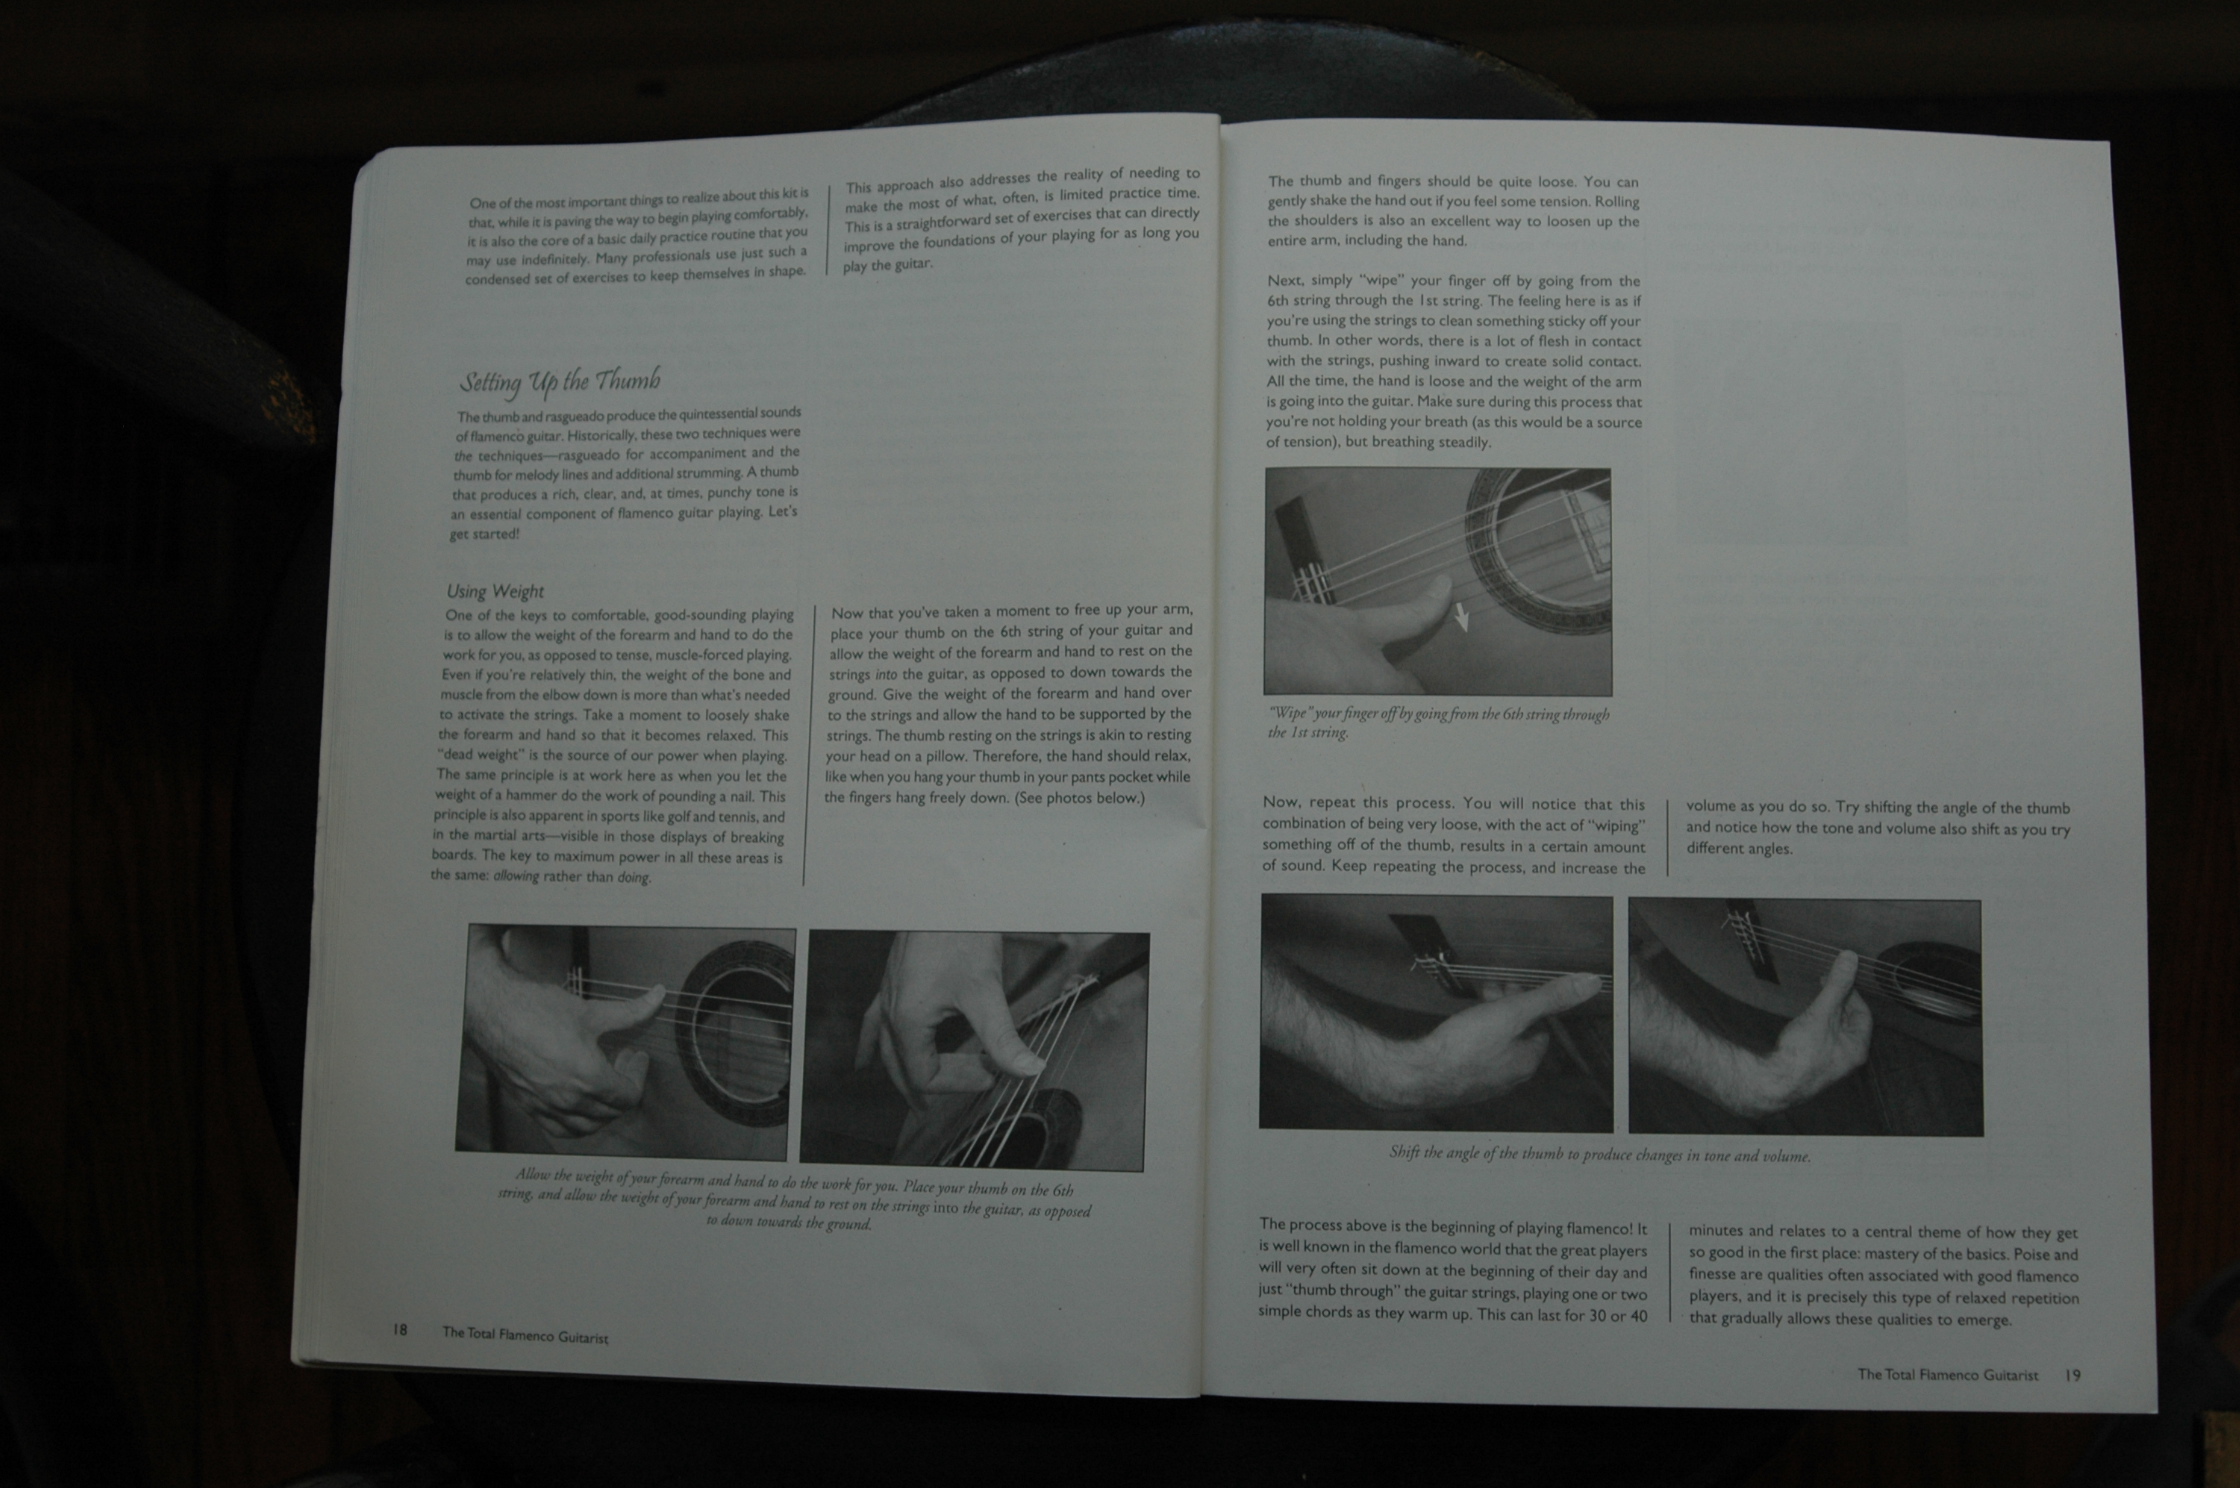 One of the most important things to realize about this kit is
that, while it is paving the way to begin playing comfortably,
it is also the core of a basic daily practice routine that you
may use indefinitely. Many professionals use just such a
condensed set of exercises to keep themselves in shape.
This approach also addresses the reality of needing to
make the most of what, often, is limited practice time.
This is a straightforward set of exercises that can directly
improve the foundations of your playing for as long you
play the guitar.
Setting Up the Thumb
The thumb and rasgueado produce the quintessential sounds
of flamenco guitar. Historically, these two techniques were
the techniques—rasgueado for accompaniment and the
thumb for melody lines and additional strumming. A thumb
that produces a rich, clear, and, at times, punchy tone is
an essential component of flamenco guitar playing. Let's
get started!
Using Weight
One of the keys to comfortable, good-sounding playing
is to allow the weight of the forearm and hand to do the
work for you, as opposed to tense, muscle-forced playing.
Even if you're relatively thin, the weight of the bone and
muscle from the elbow down is more than what's needed
to activate the strings. Take a moment to loosely shake
the forearm and hand so that it becomes relaxed. This
"dead weight" is the source of our power when playing.
The same principle is at work here as when you let the
weight of a hammer do the work of pounding a nail. This
principle is also apparent in sports like golf and tennis, and
in the martial arts—visible in those displays of breaking
boards. The key to maximum power in all these areas is
the same: allowing rather than doing.
Now that you've taken a moment to free up your arm,
place your thumb on the 6th string of your guitar and
allow the weight of the forearm and hand to rest on the
strings into the guitar, as opposed to down towards the
ground. Give the weight of the forearm and hand over
to the strings and allow the hand to be supported by the
strings. The thumb resting on the strings is akin to resting
your head on a pillow. Therefore, the hand should relax,
like when you hang your thumb in your pants pocket while
the fingers hang freely down. (See photos below.)
Allow the weight of your forearm and hand to do the work for you. Place your thumb on the 6th
string, and allow the weight of your forearm and hand to rest on the strings into the guitar, as opposed
to down towards the ground.
18 The Total Flamenco Guitarist
The thumb and fingers should be quite loose. You can
gently shake the hand out if you feel some tension. Rolling
the shoulders is also an excellent way to loosen up the
entire arm, including the hand.
Next, simply "wipe" your finger off by going from the
6th string through the 1st string. The feeling here is as if
you're using the strings to clean something sticky off your
thumb. In other words, there is a lot of flesh in contact
with the strings, pushing inward to create solid contact.
All the time, the hand is loose and the weight of the arm
is going into the guitar. Make sure during this process that
you're not holding your breath (as this would be a source
of tension), but breathing steadily.
"Wipe" your finger off by going from the 6th string through
the 1st string.
Now, repeat this process. You will notice that this
combination of being very loose, with the act of "wiping"
something off of the thumb, results in a certain amount
of sound. Keep repeating the process, and increase the
volume as you do so. Try shifting the angle of the thumb
and notice how the tone and volume also shift as you try
different angles.
Shift the angle of the thumb to produce changes in tone and volume.
The process above is the beginning of playing flamenco! It
is well known in the flamenco world that the great players
will very often sit down at the beginning of their day and
just "thumb through" the guitar strings, playing one or two
simple chords as they warm up. This can last for 30 or 40
minutes and relates to a central theme of how they get
so good in the first place: mastery of the basics. Poise and
finesse are qualities often associated with good flamenco
players, and it is precisely this type of relaxed repetition
that gradually allows these qualities to emerge.
The Total Flamenco Guitarist 19